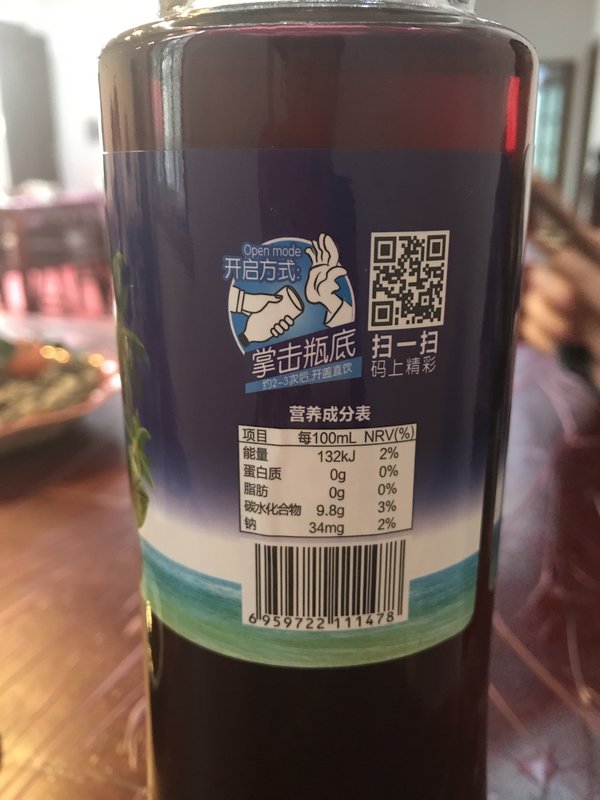 Open mode
开启方式:
掌击瓶底
约2-3次后,开盖直饮
扫一扫
码上精彩
营养成分表
项目 每100mL NRV(%)
能量 132kJ 2%
蛋白质 0g 0%
脂肪 0g 0%
碳水化合物 9.8g 3%
钠 34mg 2%
6 959722 111478